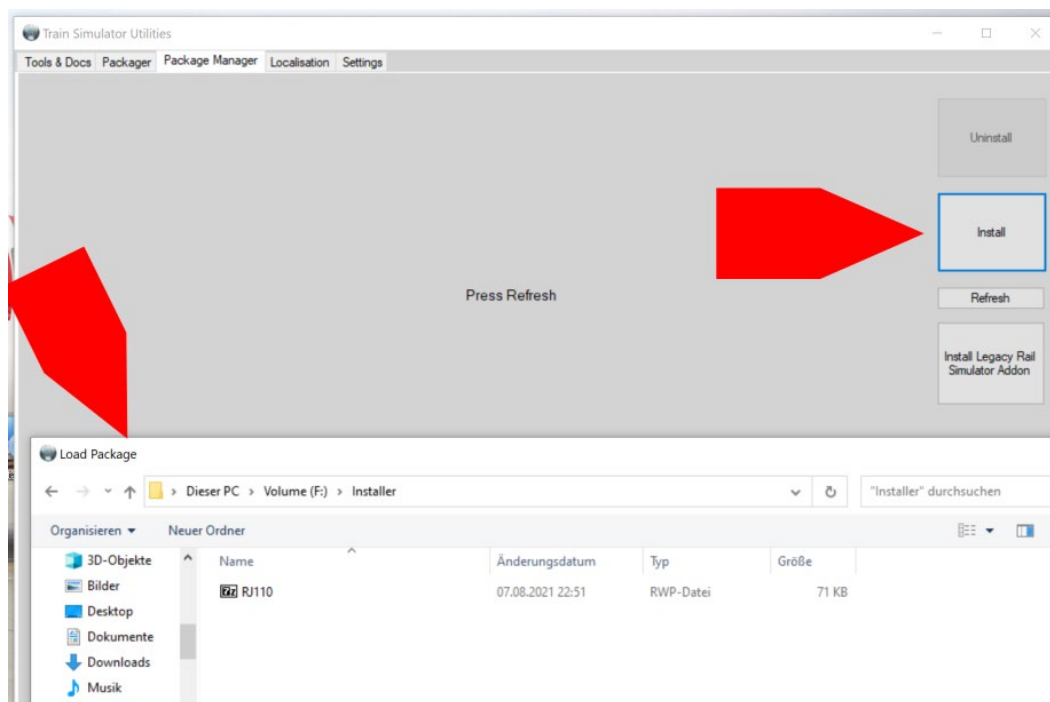 Train Simulator Utilities
Tools & Docs Packager Package Manager Localisation Settings
Uninstall
Install
Press Refresh
Refresh
Install Legacy Rail
Simulator Addon
Load Package
Dieser PC > Volume (F:) > Installer
"Installer" durchsuchen
Organisieren Neuer Ordner
3D-Objekte
Name Änderungsdatum Typ Größe
Bilder
RJ110 07.08.2021 22:51 RWP-Datei 71 KB
Desktop
Dokumente
Downloads
Musik